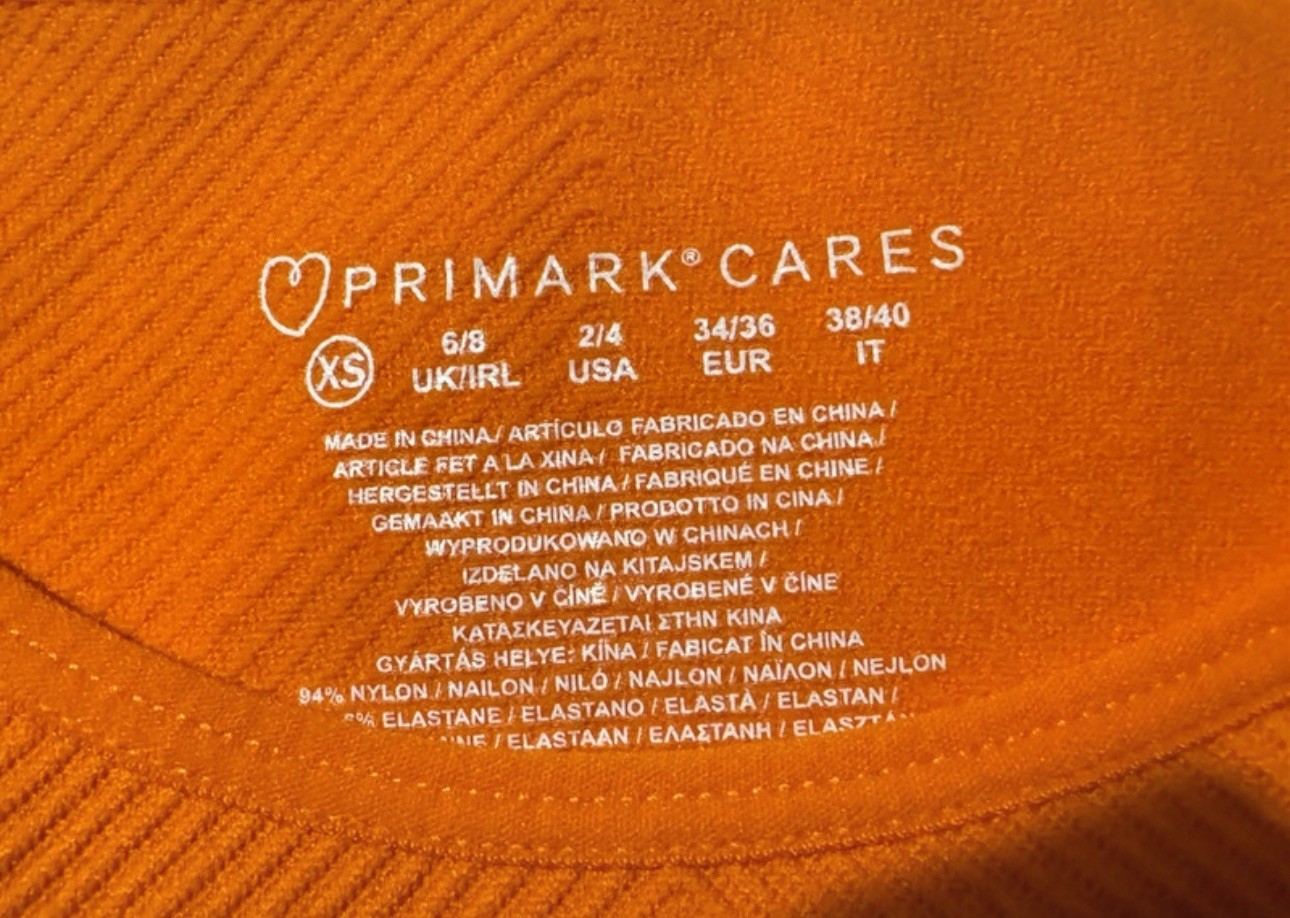 PRIMARK® CARES
XS 6/8 2/4 34/36 38/40
UK/IRL USA EUR IT
MADE IN CHINA / ARTÍCULO FABRICADO EN CHINA /
ARTICLE FET A LA XINA / FABRICADO NA CHINA /
HERGESTELLT IN CHINA / FABRIQUÉ EN CHINE /
GEMAAKT IN CHINA / PRODOTTO IN CINA /
WYPRODUKOWANO W CHINACH /
IZDELANO NA KITAJSKEM /
VYROBENO V ČÍNĚ / VYROBENÉ V ČÍNE
ΚΑΤΑΣΚΕΥΑΖΕΤΑΙ ΣΤΗΝ ΚΙΝΑ
GYÁRTÁS HELYE: KÍNA / FABRICAT ÎN CHINA
94% NYLON / NAILON / NILÓ / NAJLON / ΝΑΪΛΟΝ / NEJLON
% ELASTANE / ELASTANO / ELASTÀ / ELASTAN /
/ ELASTAAN / ΕΛΑΣΤΑΝΗ /